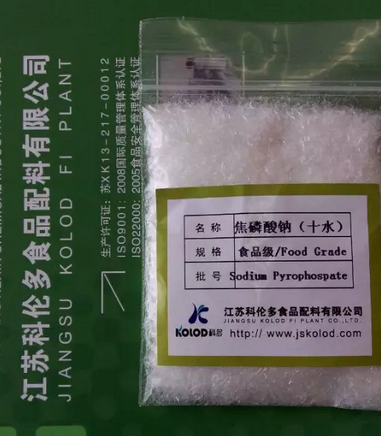 江苏科伦多食品配料有限公司
JIANGSU KOLOD FI PLANT
生产许可证：苏XK13-217-00012
ISO9001：2008国际质量管理体系认证
ISO22000：2005食品安全管理体系认证
名称 焦磷酸钠（十水）
规格 食品级/Food Grade
批号 Sodium Pyrophospate
KOLOD 科仑多
江苏科伦多食品配料有限公司
JIANGSU KOLOD FI PLANT CO.,LTD.
http:// www.jskolod.com